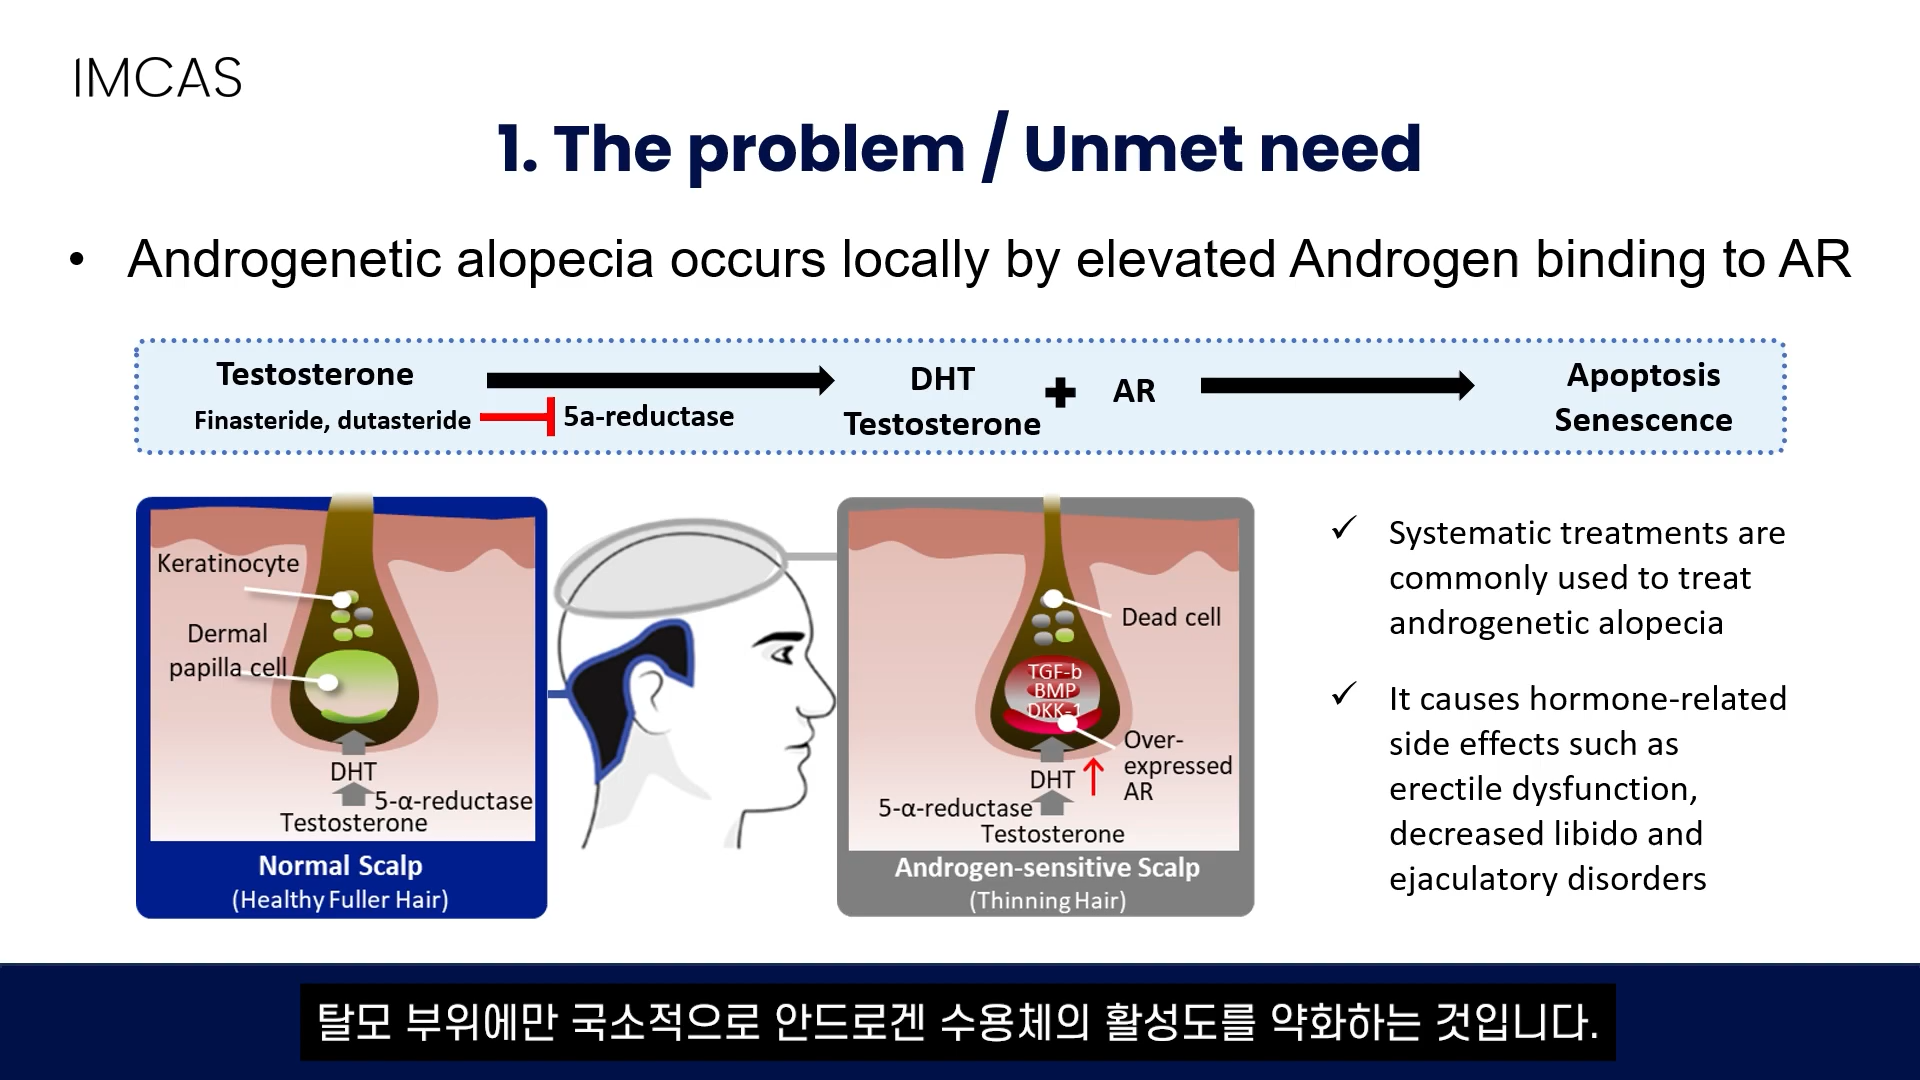 IMCAS
1. The problem / Unmet need
• Androgenetic alopecia occurs locally by elevated Androgen binding to AR
Testosterone
Finasteride, dutasteride
5a-reductase
DHT
Testosterone
+
AR
Apoptosis
Senescence
Keratinocyte
Dermal
papilla cell
DHT
5-α-reductase
Testosterone
Normal Scalp
(Healthy Fuller Hair)
Dead cell
TGF-b
BMP
DKK-1
Over-
expressed
AR
DHT
5-α-reductase
Testosterone
Androgen-sensitive Scalp
(Thinning Hair)
✓ Systematic treatments are
commonly used to treat
androgenetic alopecia
✓ It causes hormone-related
side effects such as
erectile dysfunction,
decreased libido and
ejaculatory disorders
탈모 부위에만 국소적으로 안드로겐 수용체의 활성도를 약화하는 것입니다.